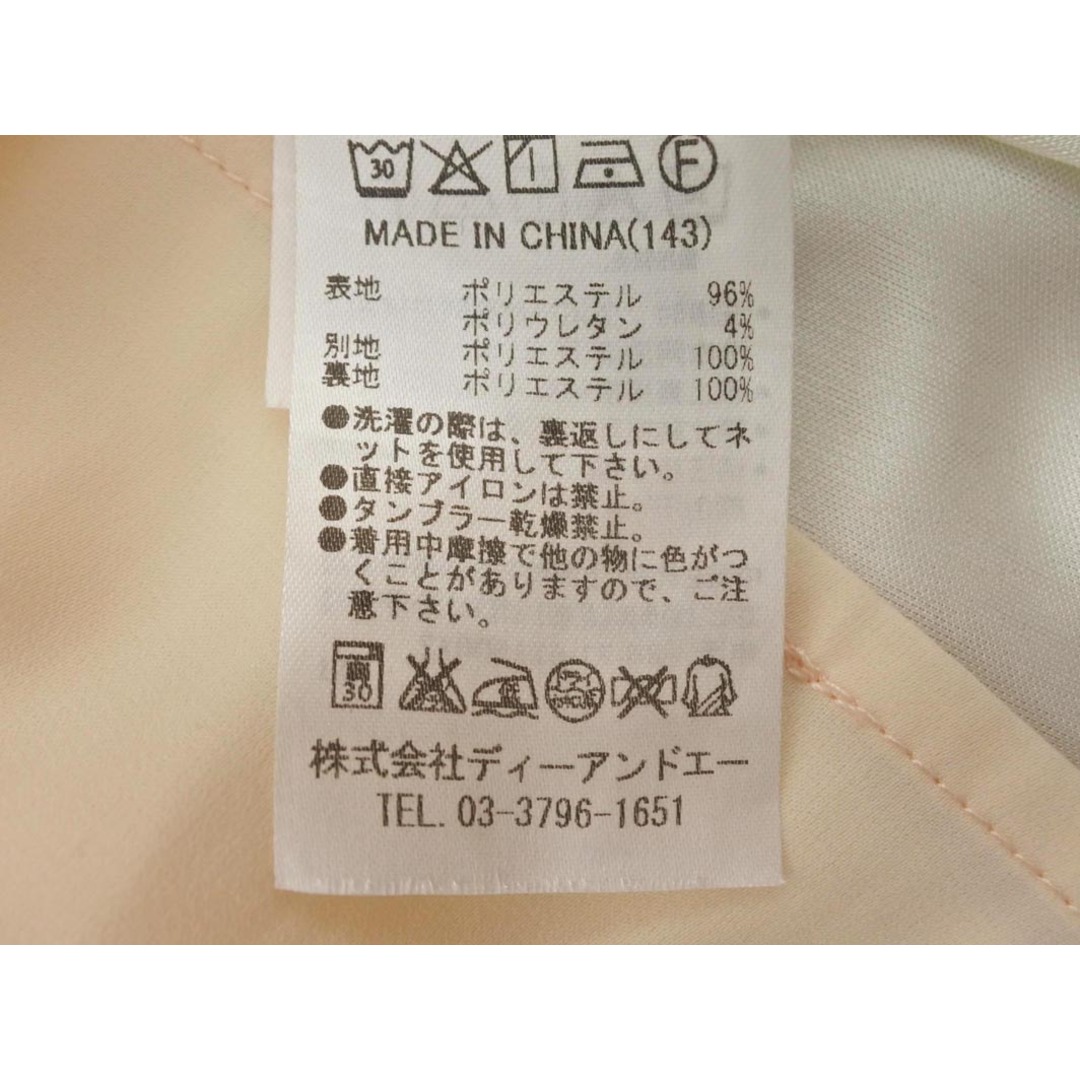 30
F
MADE IN CHINA(143)
表地 ポリエステル 96%
ポリウレタン 4%
別地 ポリエステル 100%
裏地 ポリエステル 100%
●洗濯の際は、裏返しにしてネ
ットを使用して下さい。
●直接アイロンは禁止。
●タンブラー乾燥禁止。
●着用中摩擦で他の物に色がつ
くことがありますので、ご注
意下さい。
30 低
株式会社ディーアンドエー
TEL. 03-3796-1651